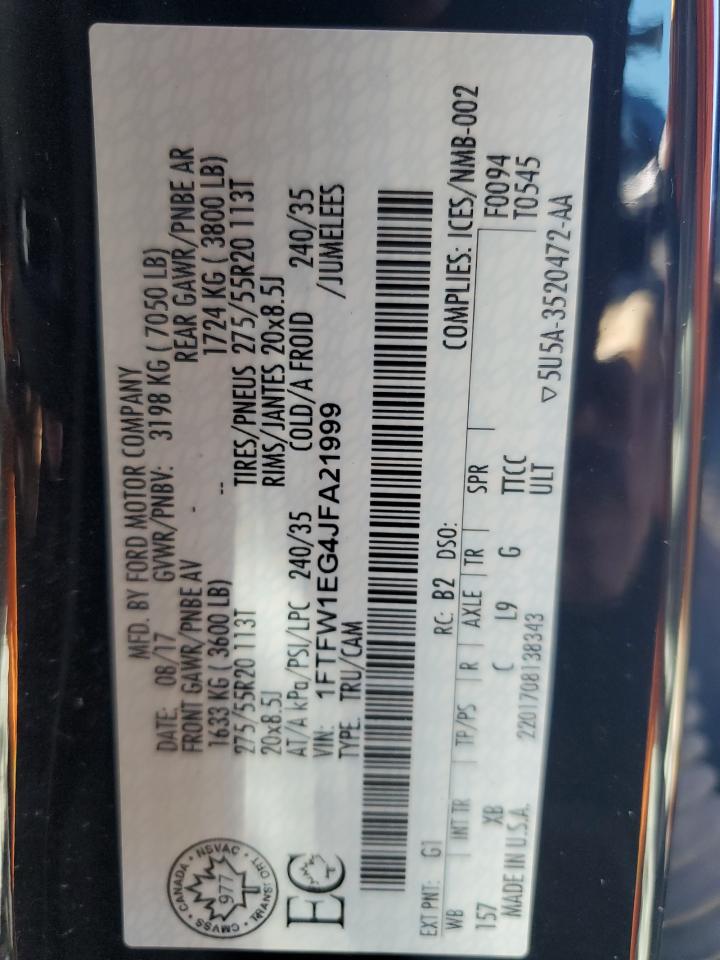 MFD. BY FORD MOTOR COMPANY
DATE: 08/17 GVWR/PNBV: 3198 KG ( 7050 LB)
FRONT GAWR/PNBE AV - REAR GAWR/PNBE AR
1633 KG ( 3600 LB) -- 1724 KG ( 3800 LB)
275/55R20 113T TIRES/PNEUS 275/55R20 113T
20x8.5J RIMS/JANTES 20x8.5J
AT/A kPa/PSI/LPC 240/35 COLD/A FROID 240/35
VIN: 1FTFW1EG4JFA21999 /JUMELEES
TYPE: TRU/CAM
CMVSS • CANADA • NSVAC • TRANSPORT
977
EC
EXT PNT: G1 RC: B2 DSO: COMPLIES: ICES/NMB-002
WB INT TR TP/PS R AXLE TR SPR F0094
T0545
157 XB C L9 G TTCC
ULT
MADE IN U.S.A. 2201708138343 ▽5U5A-3520472-AA